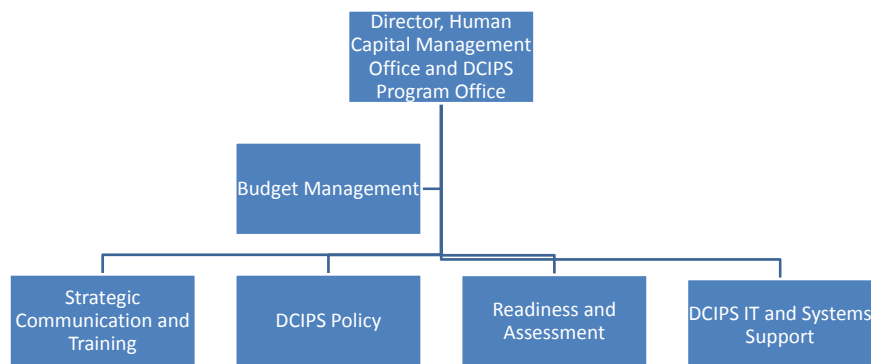 Director, Human
Capital Management
Office and DCIPS
Program Office
Budget Management
Strategic
Communication and
Training
DCIPS Policy
Readiness and
Assessment
DCIPS IT and Systems
Support